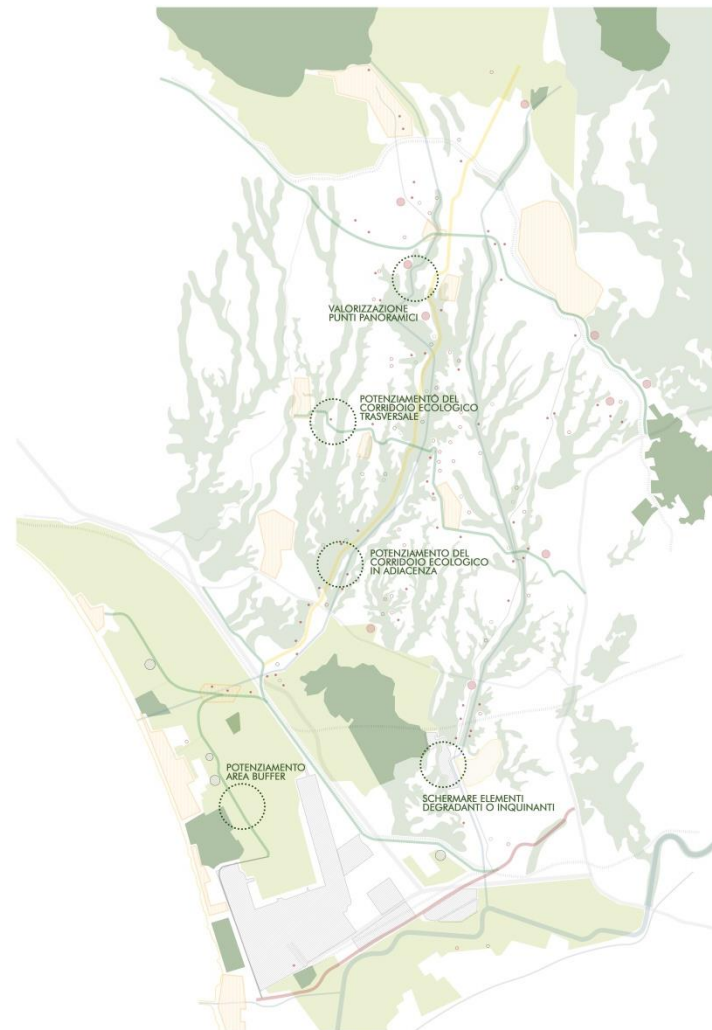 VALORIZZAZIONE
PUNTI PANORAMICI
POTENZIAMENTO DEL
CORRIDOIO ECOLOGICO
TRASVERSALE
POTENZIAMENTO DEL
CORRIDOIO ECOLOGICO
IN ADIACENZA
POTENZIAMENTO
AREA BUFFER
SCHERMARE ELEMENTI
DEGRADANTI O INQUINANTI